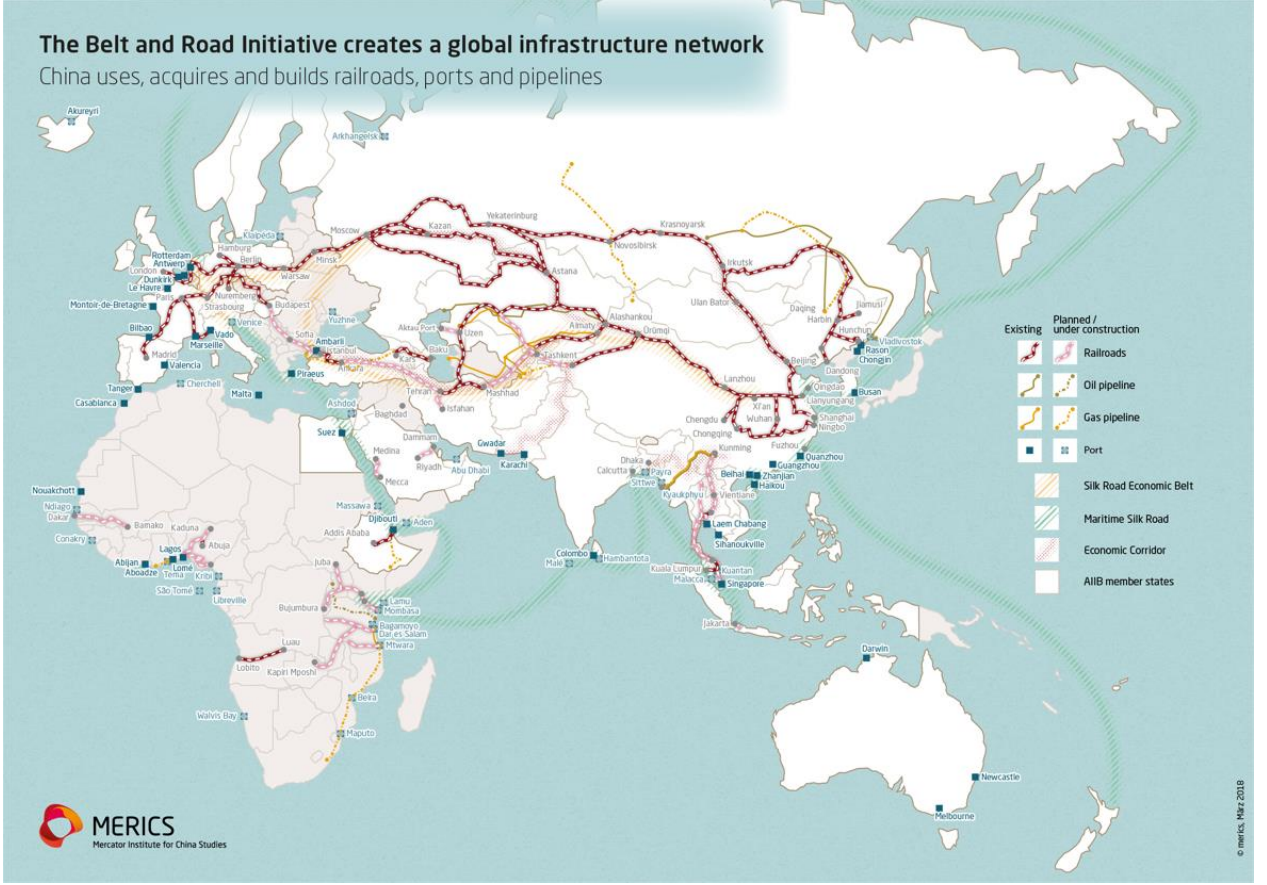 The Belt and Road Initiative creates a global infrastructure network
China uses, acquires and builds railroads, ports and pipelines
Akureyri
Arkhangelsk
Yekaterinburg
Kazan
Moscow
Krasnoyarsk
Novosibirsk
Klaipėda
Hamburg
Rotterdam
Antwerp
Berlin
London
Dunkirk
Le Havre
Warsaw
Minsk
Irkutsk
Astana
Paris
Nuremberg
Strasbourg
Budapest
Montoir-de-Bretagne
Ulan Bator
Daqing
Jiamusi
Harbin
Hunchun
Vladivostok
Rason
Chongjin
Alashankou
Ürümqi
Almaty
Aktau Port
Uzen
Yuzhne
Venice
Sofia
Ambarli
Istanbul
Bilbao
Vado
Marseille
Madrid
Valencia
Ankara
Kars
Baku
Tashkent
Beijing
Dandong
Lanzhou
Qingdao
Lianyungang
Busan
Piraeus
Cherchell
Malta
Tanger
Casablanca
Tehran
Mashhad
Isfahan
Baghdad
Ashdod
Suez
Xi'an
Wuhan
Chengdu
Chongqing
Shanghai
Ningbo
Fuzhou
Quanzhou
Guangzhou
Kunming
Dammam
Medina
Riyadh
Mecca
Abu Dhabi
Gwadar
Karachi
Dhaka
Calcutta
Payra
Sittwe
Kyaukphyu
Beihai
Zhanjian
Haikou
Vientiane
Nouakchott
Ndiago
Dakar
Bamako
Kaduna
Abuja
Conakry
Massawa
Djibouti
Aden
Addis Ababa
Laem Chabang
Sihanoukville
Lagos
Abijan
Lomé
Aboadze
Tema
Kribi
São Tomé
Libreville
Juba
Colombo
Hambantota
Malé
Kuala Lumpur
Kuantan
Malacca
Singapore
Bujumbura
Lamu
Mombasa
Bagamoyo
Dar es Salam
Mtwara
Jakarta
Luau
Lobito
Kapiri Mposhi
Darwin
Beira
Walvis Bay
Maputo
Newcastle
Melbourne
Existing
Planned /
under construction
Railroads
Oil pipeline
Gas pipeline
Port
Silk Road Economic Belt
Maritime Silk Road
Economic Corridor
AIIB member states
MERICS
Mercator Institute for China Studies
© merics, März 2018